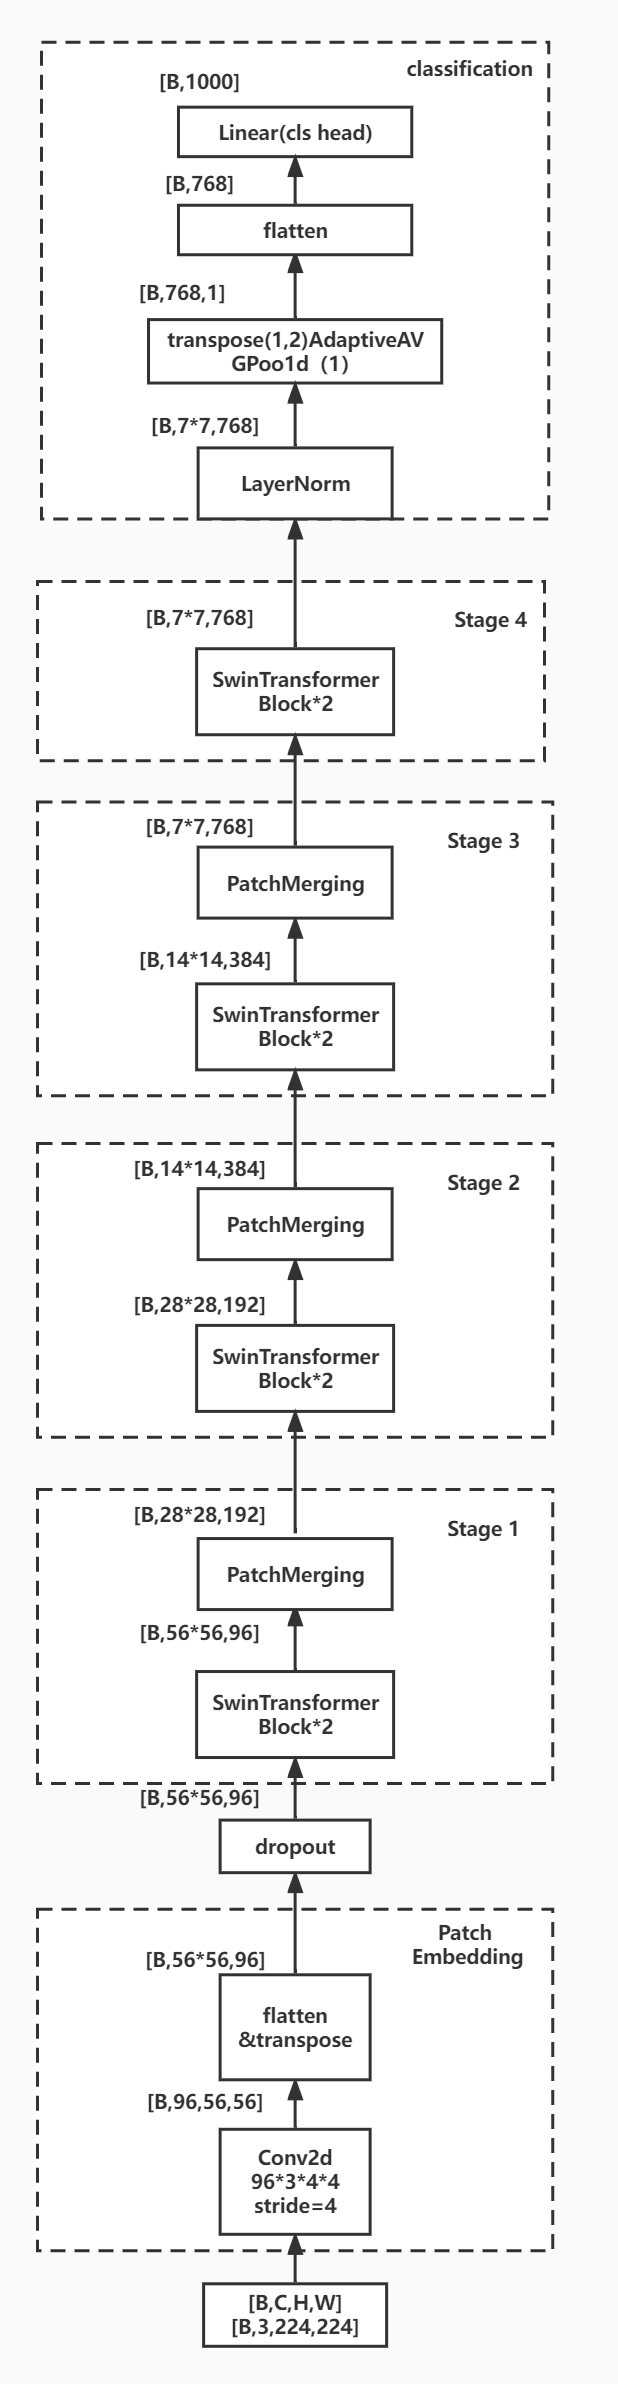 classification
[B,1000]
Linear(cls head)
[B,768]
flatten
[B,768,1]
transpose(1,2)AdaptiveAV
GPoo1d（1）
[B,7*7,768]
LayerNorm
[B,7*7,768]
Stage 4
SwinTransformer
Block*2
[B,7*7,768]
Stage 3
PatchMerging
[B,14*14,384]
SwinTransformer
Block*2
[B,14*14,384]
Stage 2
PatchMerging
[B,28*28,192]
SwinTransformer
Block*2
[B,28*28,192]
Stage 1
PatchMerging
[B,56*56,96]
SwinTransformer
Block*2
[B,56*56,96]
dropout
Patch
Embedding
[B,56*56,96]
flatten
&transpose
[B,96,56,56]
Conv2d
96*3*4*4
stride=4
[B,C,H,W]
[B,3,224,224]